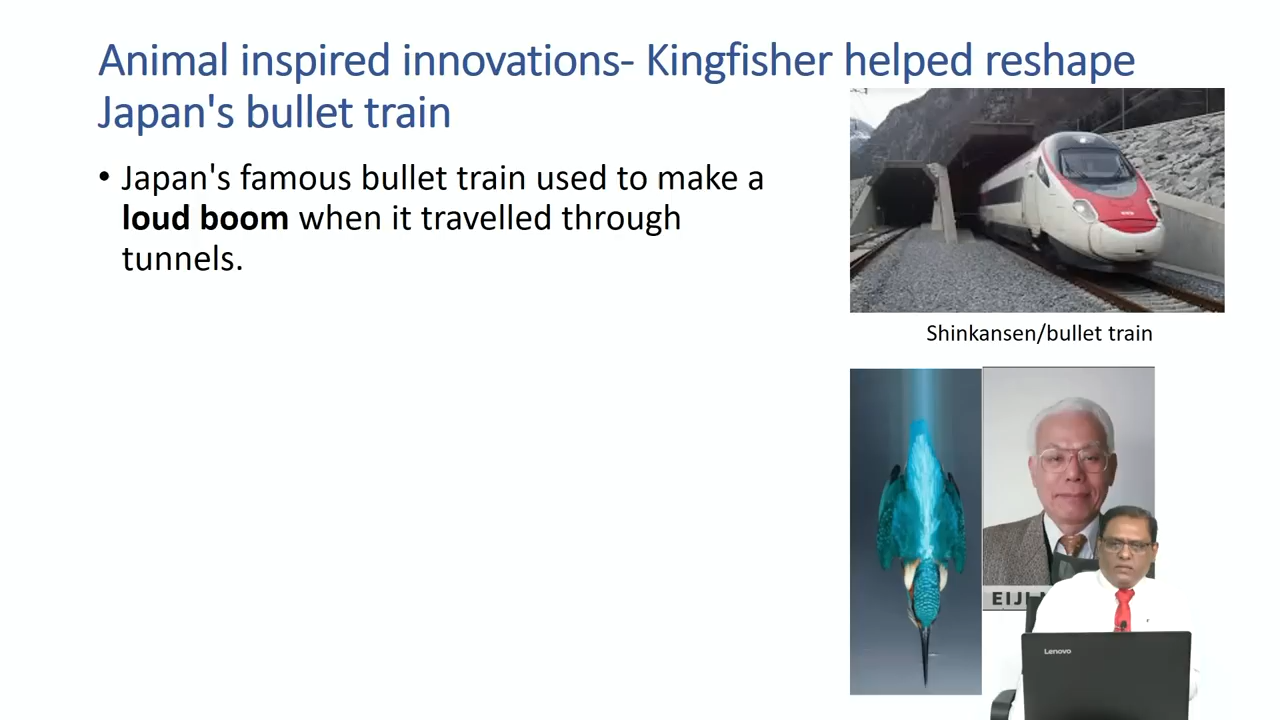 Animal inspired innovations- Kingfisher helped reshape
Japan's bullet train
• Japan's famous bullet train used to make a
loud boom when it travelled through
tunnels.
Shinkansen/bullet train
Lenovo